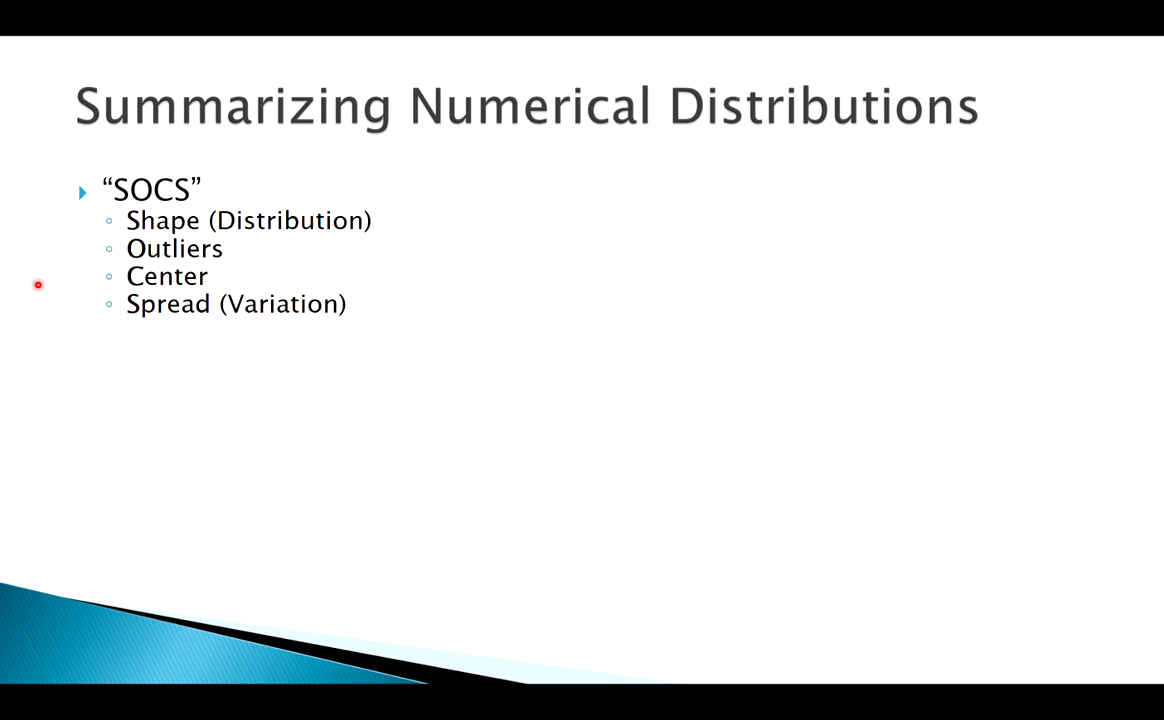 Summarizing Numerical Distributions
“SOCS”
Shape (Distribution)
Outliers
Center
Spread (Variation)